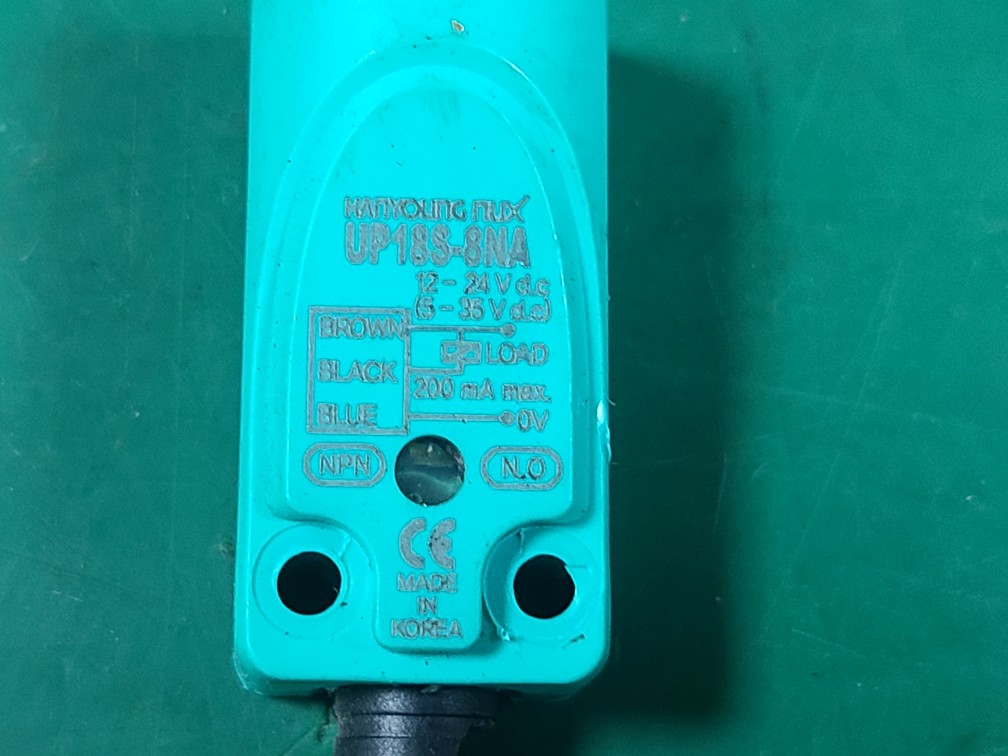 HANYOUNG NUX
UP18S-8NA
12 - 24 V d.c
(5 - 35 V d.c)
BROWN
LOAD
BLACK
200 mA max.
BLUE
0V
NPN
N.O
CE
MADE
IN
KOREA